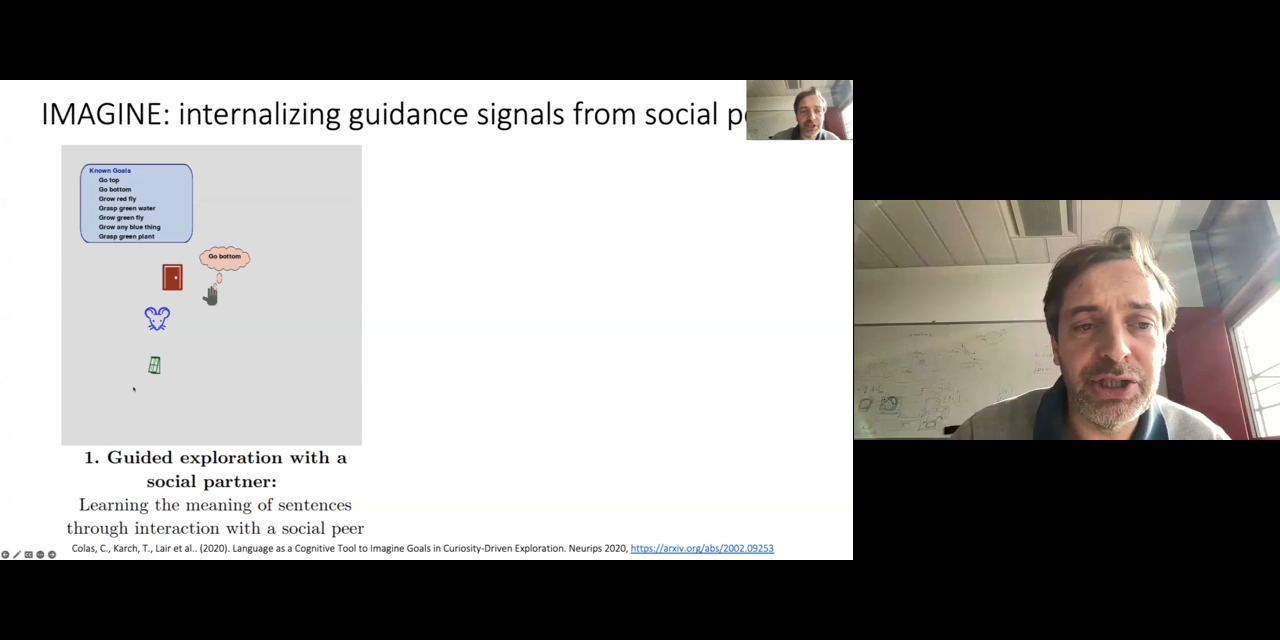 IMAGINE: internalizing guidance signals from social p
Known Goals
Go top
Go bottom
Grow red fly
Grasp green water
Grow green fly
Grow any blue thing
Grasp green plant
Go bottom
1. Guided exploration with a
social partner:
Learning the meaning of sentences
through interaction with a social peer
Colas, C., Karch, T., Lair et al.. (2020). Language as a Cognitive Tool to Imagine Goals in Curiosity-Driven Exploration. Neurips 2020, https://arxiv.org/abs/2002.09253